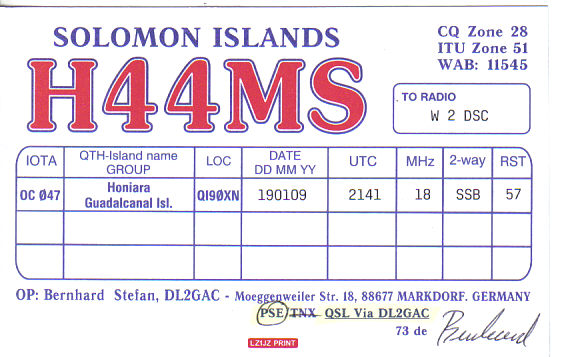 SOLOMON ISLANDS
H44MS
CQ Zone 28
ITU Zone 51
WAB: 11545
. TO RADIO
W 2 DSC
IOTA QTH-Island name GROUP LOC DATE DD MM YY UTC MHz 2-way RST
OC Ø47 Honiara Guadalcanal Isl. QI9ØXN 190109 2141 18 SSB 57
OP: Bernhard Stefan, DL2GAC - Moeggenweiler Str. 18, 88677 MARKDORF. GERMANY
PSE/TNX QSL Via DL2GAC
73 de Bernhard
LZ1JZ PRINT